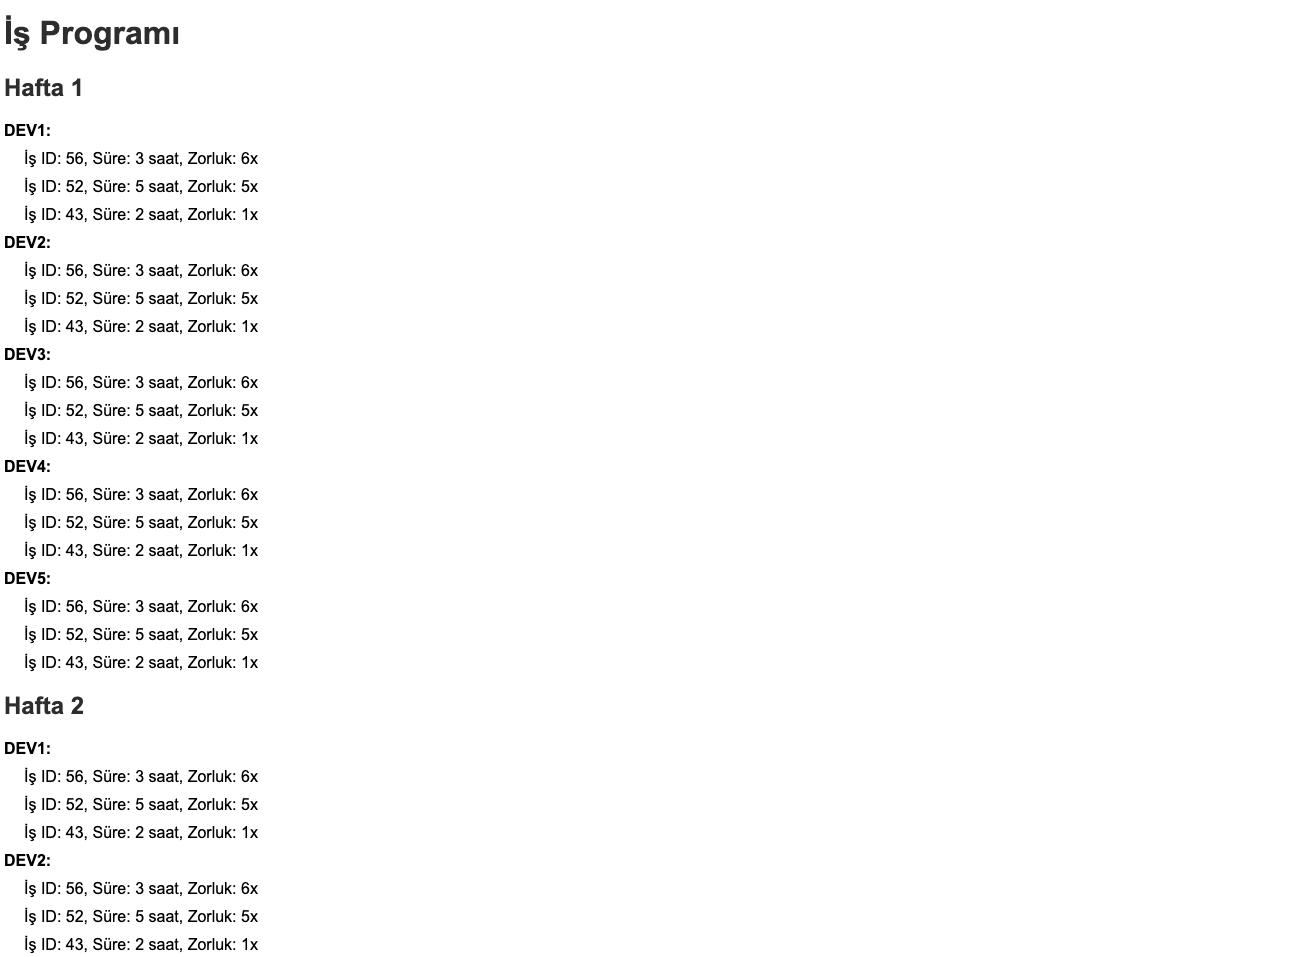 İş Programı
Hafta 1
DEV1:
İş ID: 56, Süre: 3 saat, Zorluk: 6x
İş ID: 52, Süre: 5 saat, Zorluk: 5x
İş ID: 43, Süre: 2 saat, Zorluk: 1x
DEV2:
İş ID: 56, Süre: 3 saat, Zorluk: 6x
İş ID: 52, Süre: 5 saat, Zorluk: 5x
İş ID: 43, Süre: 2 saat, Zorluk: 1x
DEV3:
İş ID: 56, Süre: 3 saat, Zorluk: 6x
İş ID: 52, Süre: 5 saat, Zorluk: 5x
İş ID: 43, Süre: 2 saat, Zorluk: 1x
DEV4:
İş ID: 56, Süre: 3 saat, Zorluk: 6x
İş ID: 52, Süre: 5 saat, Zorluk: 5x
İş ID: 43, Süre: 2 saat, Zorluk: 1x
DEV5:
İş ID: 56, Süre: 3 saat, Zorluk: 6x
İş ID: 52, Süre: 5 saat, Zorluk: 5x
İş ID: 43, Süre: 2 saat, Zorluk: 1x
Hafta 2
DEV1:
İş ID: 56, Süre: 3 saat, Zorluk: 6x
İş ID: 52, Süre: 5 saat, Zorluk: 5x
İş ID: 43, Süre: 2 saat, Zorluk: 1x
DEV2:
İş ID: 56, Süre: 3 saat, Zorluk: 6x
İş ID: 52, Süre: 5 saat, Zorluk: 5x
İş ID: 43, Süre: 2 saat, Zorluk: 1x